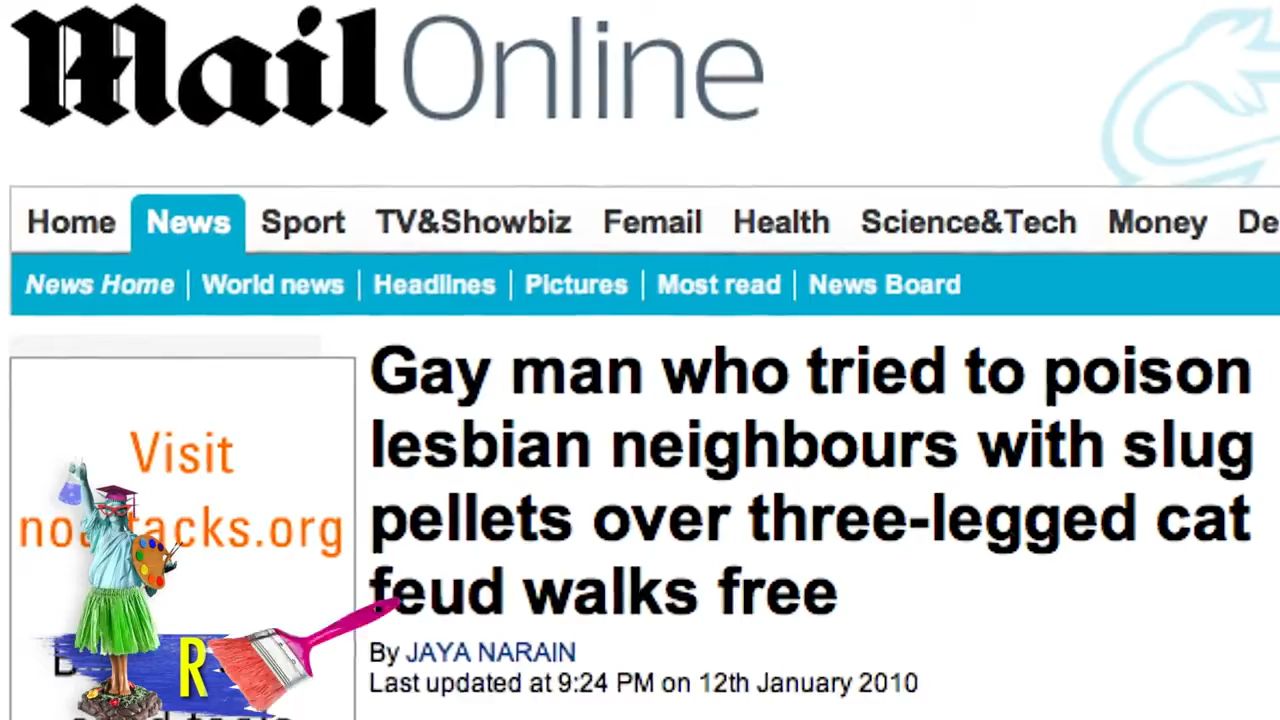 Mail Online
Home News Sport TV&Showbiz Femail Health Science&Tech Money
News Home World news Headlines Pictures Most read News Board
Gay man who tried to poison
lesbian neighbours with slug
pellets over three-legged cat
feud walks free
By JAYA NARAIN
Last updated at 9:24 PM on 12th January 2010
Visit
R